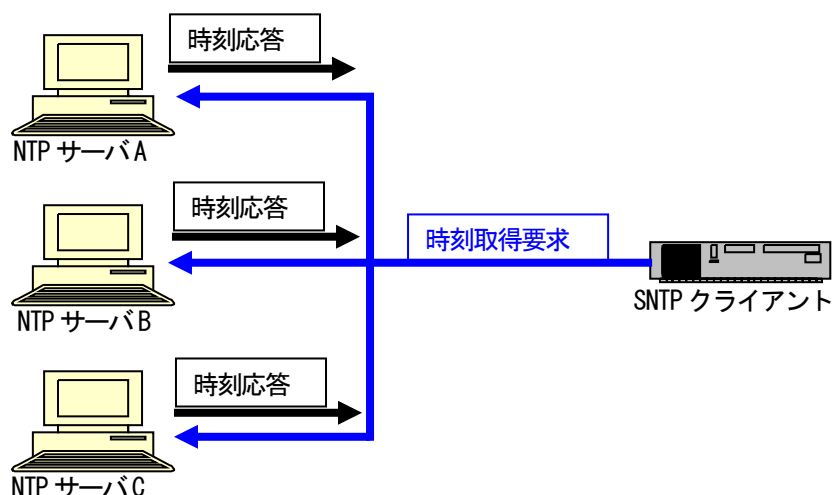 時刻応答
NTP サーバA
時刻応答
時刻取得要求
NTP サーバB
SNTP クライアント
時刻応答
NTP サーバC